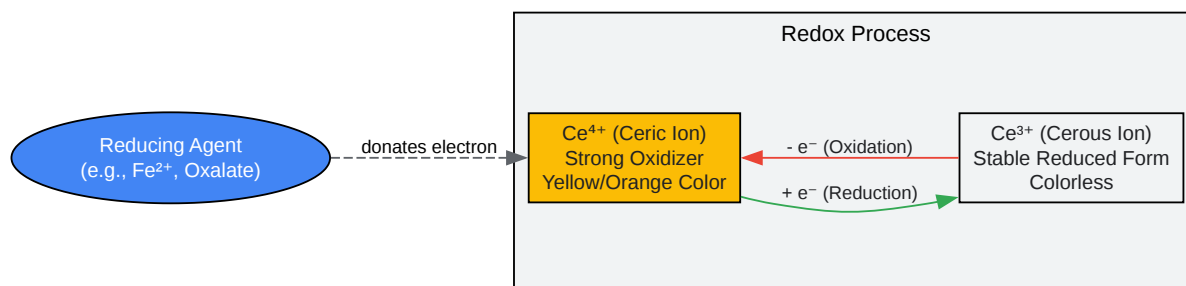 Redox Process
Reducing Agent
(e.g., Fe²⁺, Oxalate)
donates electron
Ce⁴⁺ (Ceric Ion)
Strong Oxidizer
Yellow/Orange Color
- e⁻ (Oxidation)
+ e⁻ (Reduction)
Ce³⁺ (Cerous Ion)
Stable Reduced Form
Colorless